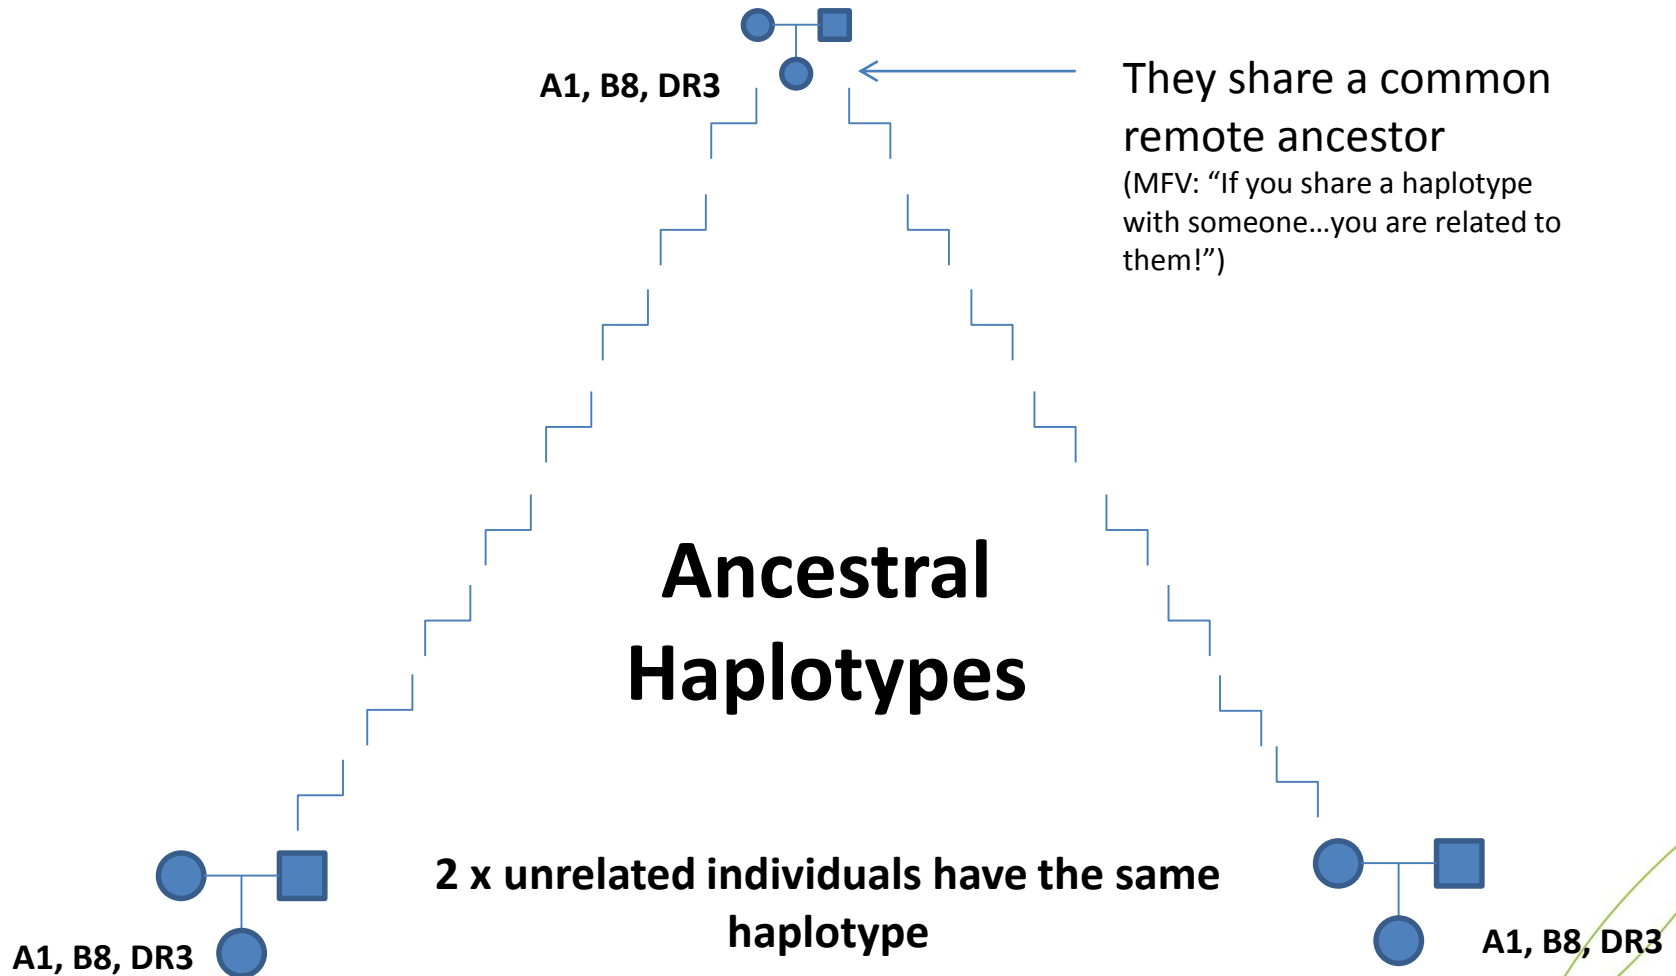 A1, B8, DR3
They share a common
remote ancestor
(MFV: “If you share a haplotype
with someone…you are related to
them!”)
Ancestral
Haplotypes
2 x unrelated individuals have the same
haplotype
A1, B8, DR3
A1, B8, DR3